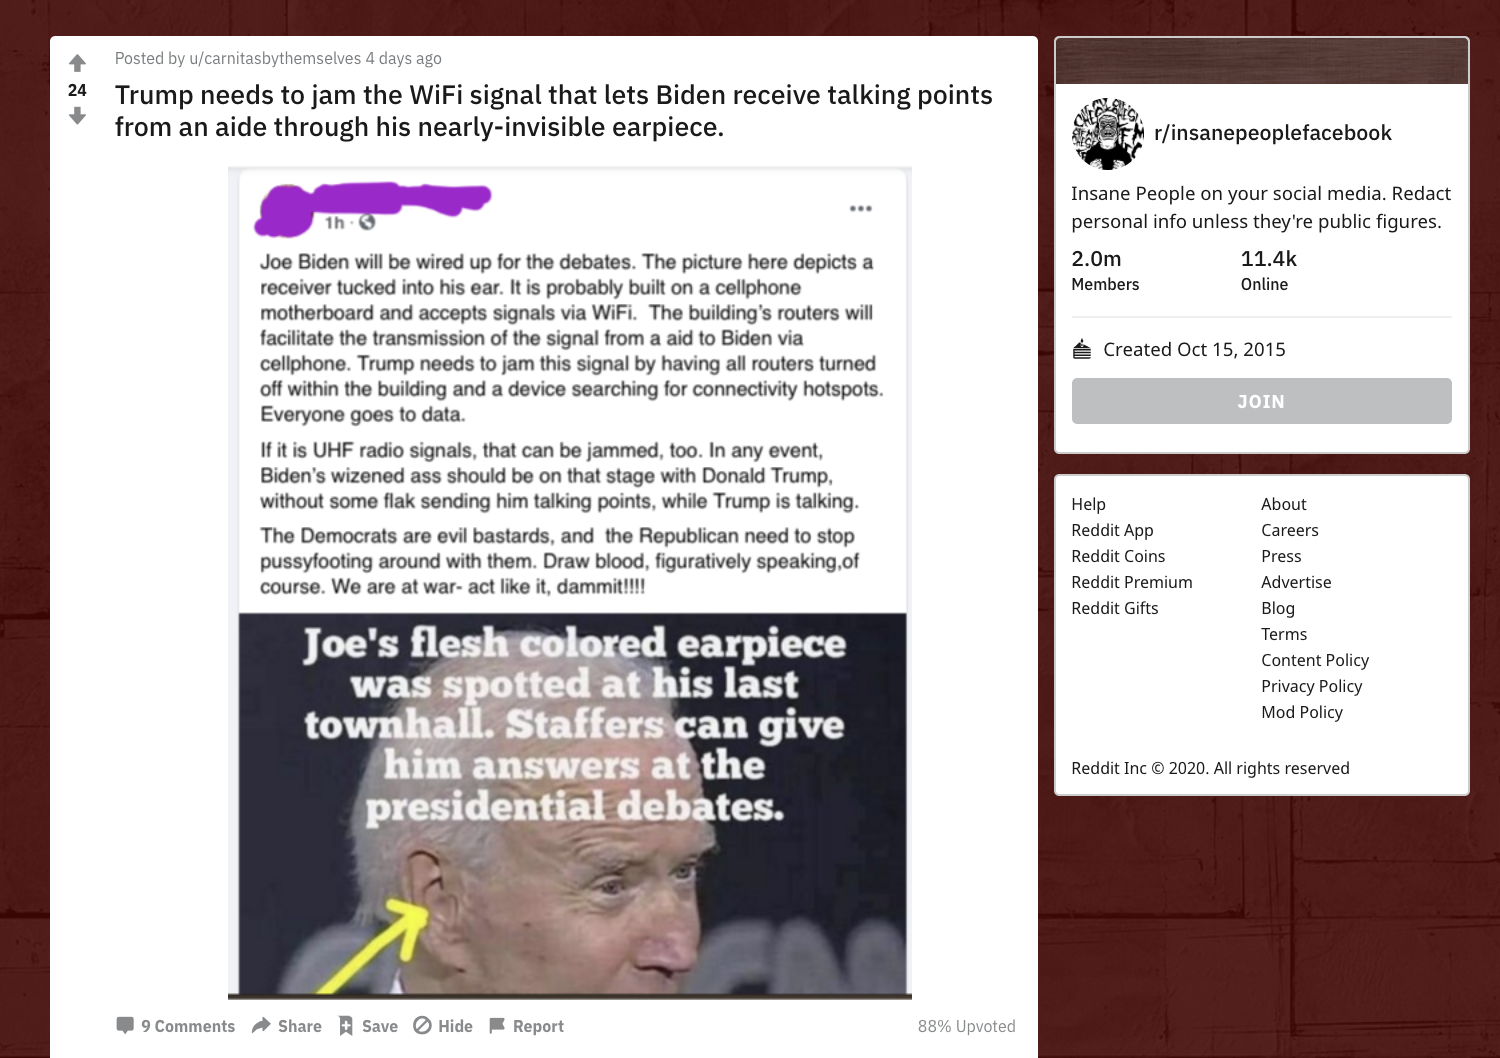 Posted by u/carnitasbythemselves 4 days ago
24
Trump needs to jam the WiFi signal that lets Biden receive talking points
from an aide through his nearly-invisible earpiece.
1h ·
Joe Biden will be wired up for the debates. The picture here depicts a
receiver tucked into his ear. It is probably built on a cellphone
motherboard and accepts signals via WiFi.  The building's routers will
facilitate the transmission of the signal from a aid to Biden via
cellphone. Trump needs to jam this signal by having all routers turned
off within the building and a device searching for connectivity hotspots.
Everyone goes to data.
If it is UHF radio signals, that can be jammed, too. In any event,
Biden's wizened ass should be on that stage with Donald Trump,
without some flak sending him talking points, while Trump is talking.
The Democrats are evil bastards, and  the Republican need to stop
pussyfooting around with them. Draw blood, figuratively speaking,of
course. We are at war- act like it, dammit!!!!
Joe's flesh colored earpiece
was spotted at his last
townhall. Staffers can give
him answers at the
presidential debates.
9 Comments Share Save Hide Report 88% Upvoted
r/insanepeoplefacebook
Insane People on your social media. Redact
personal info unless they're public figures.
2.0m 11.4k
Members Online
Created Oct 15, 2015
JOIN
Help About
Reddit App Careers
Reddit Coins Press
Reddit Premium Advertise
Reddit Gifts Blog
Terms
Content Policy
Privacy Policy
Mod Policy
Reddit Inc © 2020. All rights reserved